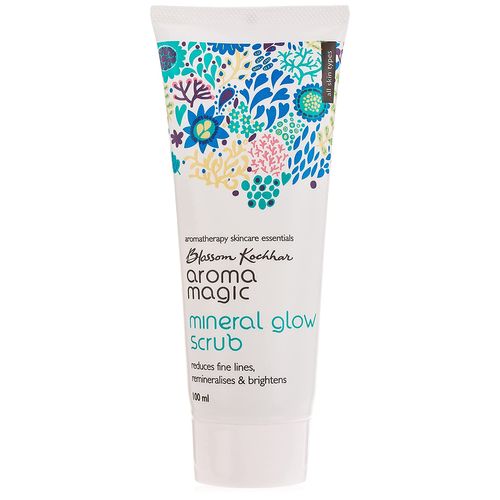 all skin types
aromatherapy skincare essentials
Blossom Kochhar
aroma
magic
mineral glow
scrub
reduces fine lines,
remineralises & brightens
100 ml